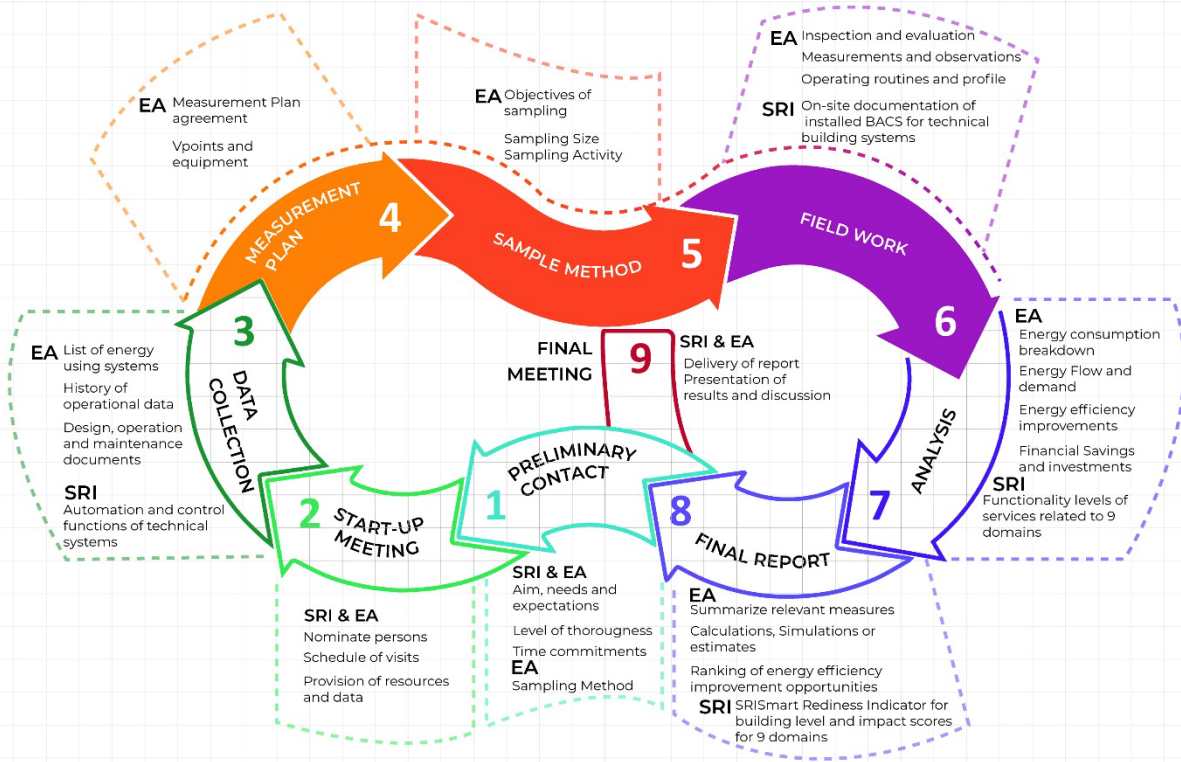 EA Measurement Plan
agreement
Vpoints and
equipment
EA Objectives of
sampling
Sampling Size
Sampling Activity
EA Inspection and evaluation
Measurements and observations
Operating routines and profile
SRI On-site documentation of
installed BACS for technical
building systems
MEASUREMENT
PLAN
4
SAMPLE METHOD
5
FIELD WORK
6
3
DATA
COLLECTION
EA List of energy
using systems
History of
operational data
Design, operation
and maintenance
documents
SRI
Automation and control
functions of technical
systems
FINAL
MEETING
9
SRI & EA
Delivery of report
Presentation of
results and discussion
EA
Energy consumption
breakdown
Energy Flow and
demand
Energy efficiency
improvements
Financial Savings
and investments
SRI
Functionality levels of
services related to 9
domains
ANALYSIS
7
2
START-UP
MEETING
1
PRELIMINARY
CONTACT
8
FINAL REPORT
SRI & EA
Nominate persons
Schedule of visits
Provision of resources
and data
SRI & EA
Aim, needs and
expectations
Level of thorougness
Time commitments
EA
Sampling Method
EA
Summarize relevant measures
Calculations, Simulations or
estimates
Ranking of energy efficiency
improvement opportunities
SRI SRISmart Rediness Indicator for
building level and impact scores
for 9 domains